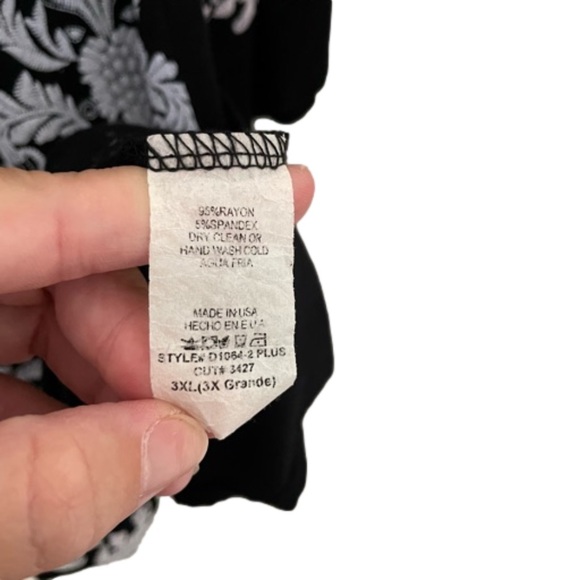 95%RAYON
5%SPANDEX
DRY CLEAN OR
HAND WASH COLD
AGUA FRIA
MADE IN USA
HECHO EN E U A
STYLE# D1064-2 PLUS
CUT# 3427
3XL(3X Grande)